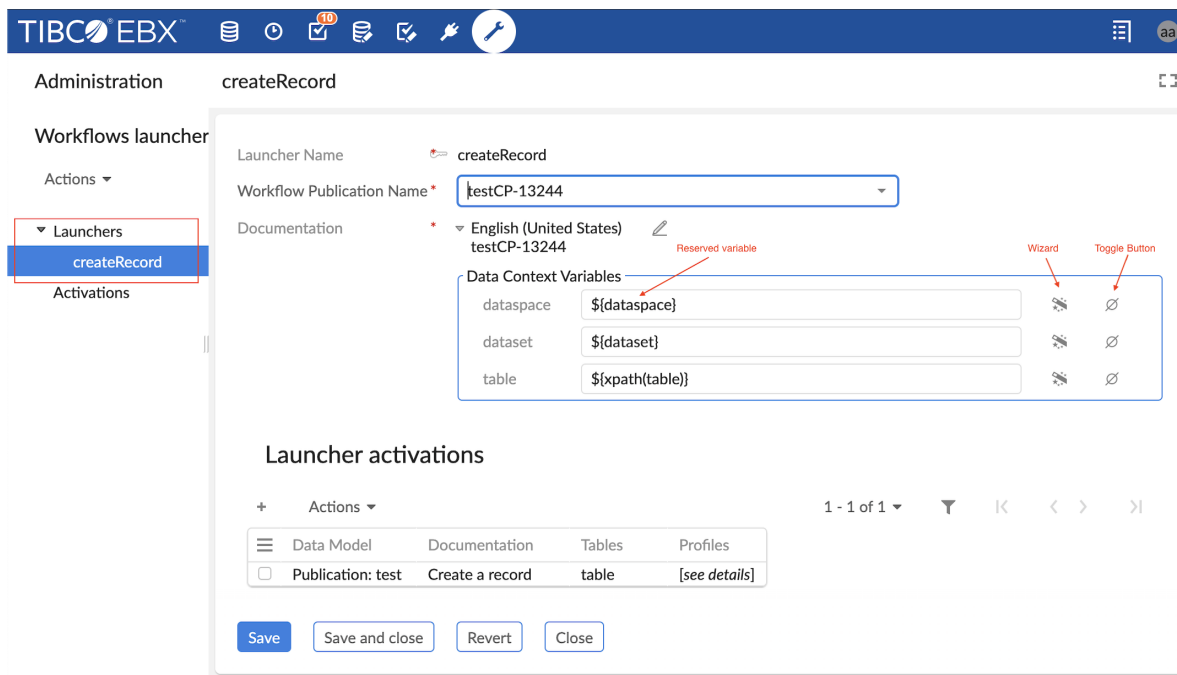 TIBCO® EBX™
10
aa
Administration
createRecord
Workflows launcher
Actions
Launchers
createRecord
Activations
Launcher Name * createRecord
Workflow Publication Name * testCP-13244
Documentation * English (United States)
testCP-13244
Reserved variable
Wizard
Toggle Button
Data Context Variables
dataspace ${dataspace}
dataset ${dataset}
table ${xpath(table)}
Launcher activations
+ Actions 1 - 1 of 1
Data Model Documentation Tables Profiles
Publication: test Create a record table [see details]
Save Save and close Revert Close